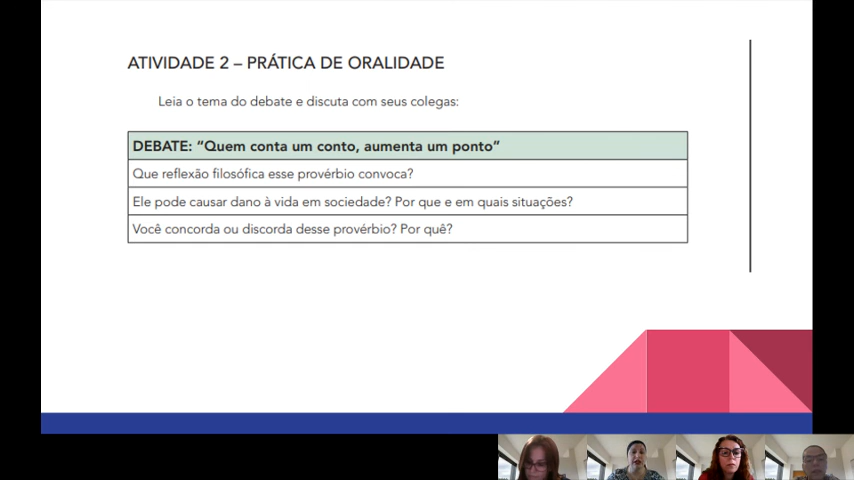 ATIVIDADE 2 – PRÁTICA DE ORALIDADE
Leia o tema do debate e discuta com seus colegas:
DEBATE: “Quem conta um conto, aumenta um ponto”
Que reflexão filosófica esse provérbio convoca?
Ele pode causar dano à vida em sociedade? Por que e em quais situações?
Você concorda ou discorda desse provérbio? Por quê?